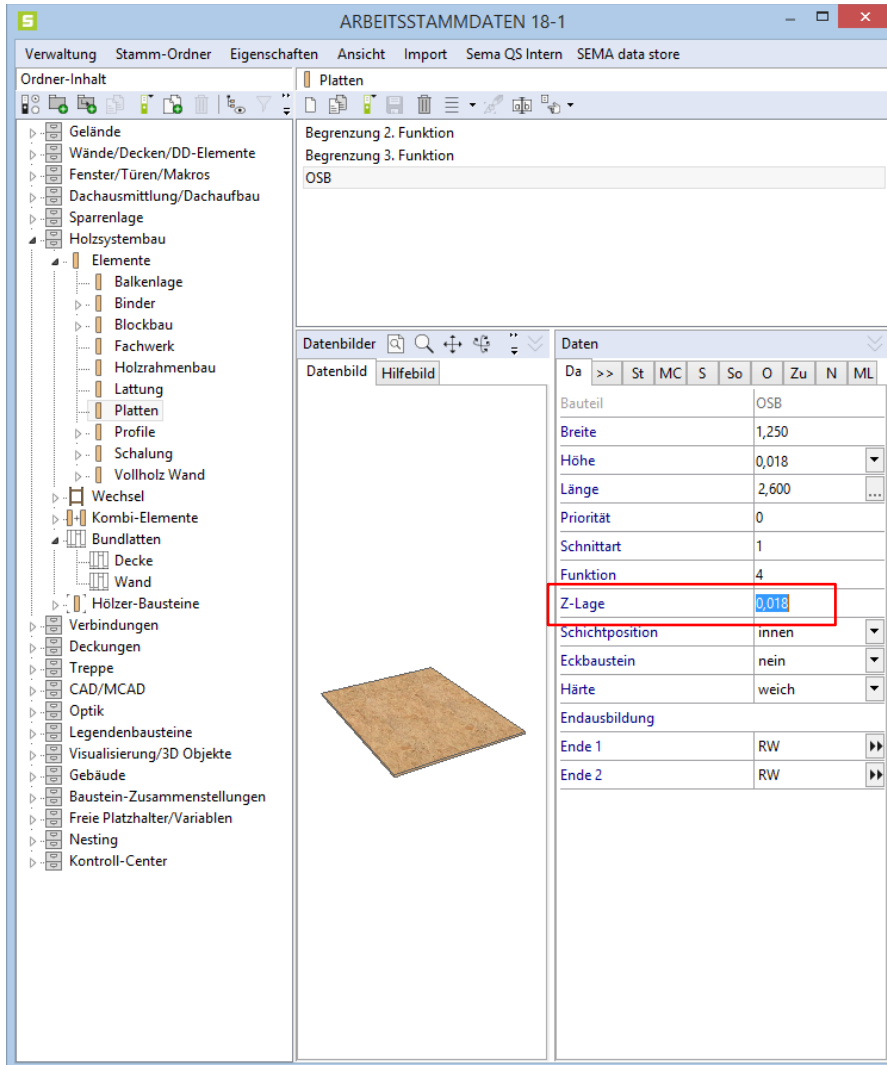 S
ARBEITSSTAMMDATEN 18-1
Verwaltung Stamm-Ordner Eigenschaften Ansicht Import Sema QS Intern SEMA data store
Ordner-Inhalt
Gelände
Wände/Decken/DD-Elemente
Fenster/Türen/Makros
Dachausmittlung/Dachaufbau
Sparrenlage
Holzsystembau
Elemente
Balkenlage
Binder
Blockbau
Fachwerk
Holzrahmenbau
Lattung
Platten
Profile
Schalung
Vollholz Wand
Wechsel
Kombi-Elemente
Bundlatten
Decke
Wand
Hölzer-Bausteine
Verbindungen
Deckungen
Treppe
CAD/MCAD
Optik
Legendenbausteine
Visualisierung/3D Objekte
Gebäude
Baustein-Zusammenstellungen
Freie Platzhalter/Variablen
Nesting
Kontroll-Center
Platten
Begrenzung 2. Funktion
Begrenzung 3. Funktion
OSB
Datenbilder
Datenbild Hilfebild
Daten
Da >> St MC S So O Zu N ML
Bauteil OSB
Breite 1,250
Höhe 0,018
Länge 2,600 ...
Priorität 0
Schnittart 1
Funktion 4
Z-Lage 0,018
Schichtposition innen
Eckbaustein nein
Härte weich
Endausbildung
Ende 1 RW
Ende 2 RW